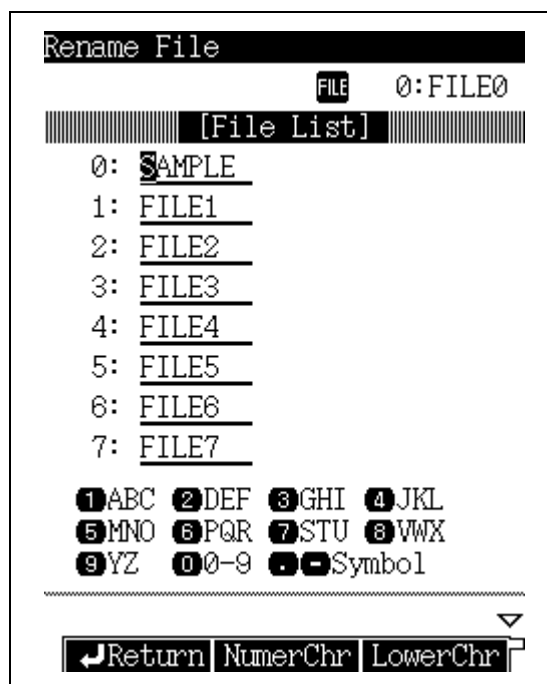 Rename File
FILE 0:FILE0
[File List]
0: SAMPLE
1: FILE1
2: FILE2
3: FILE3
4: FILE4
5: FILE5
6: FILE6
7: FILE7
1ABC 2DEF 3GHI 4JKL
5MNO 6PQR 7STU 8VWX
9YZ 00-9 .-Symbol
Return NumerChr LowerChr